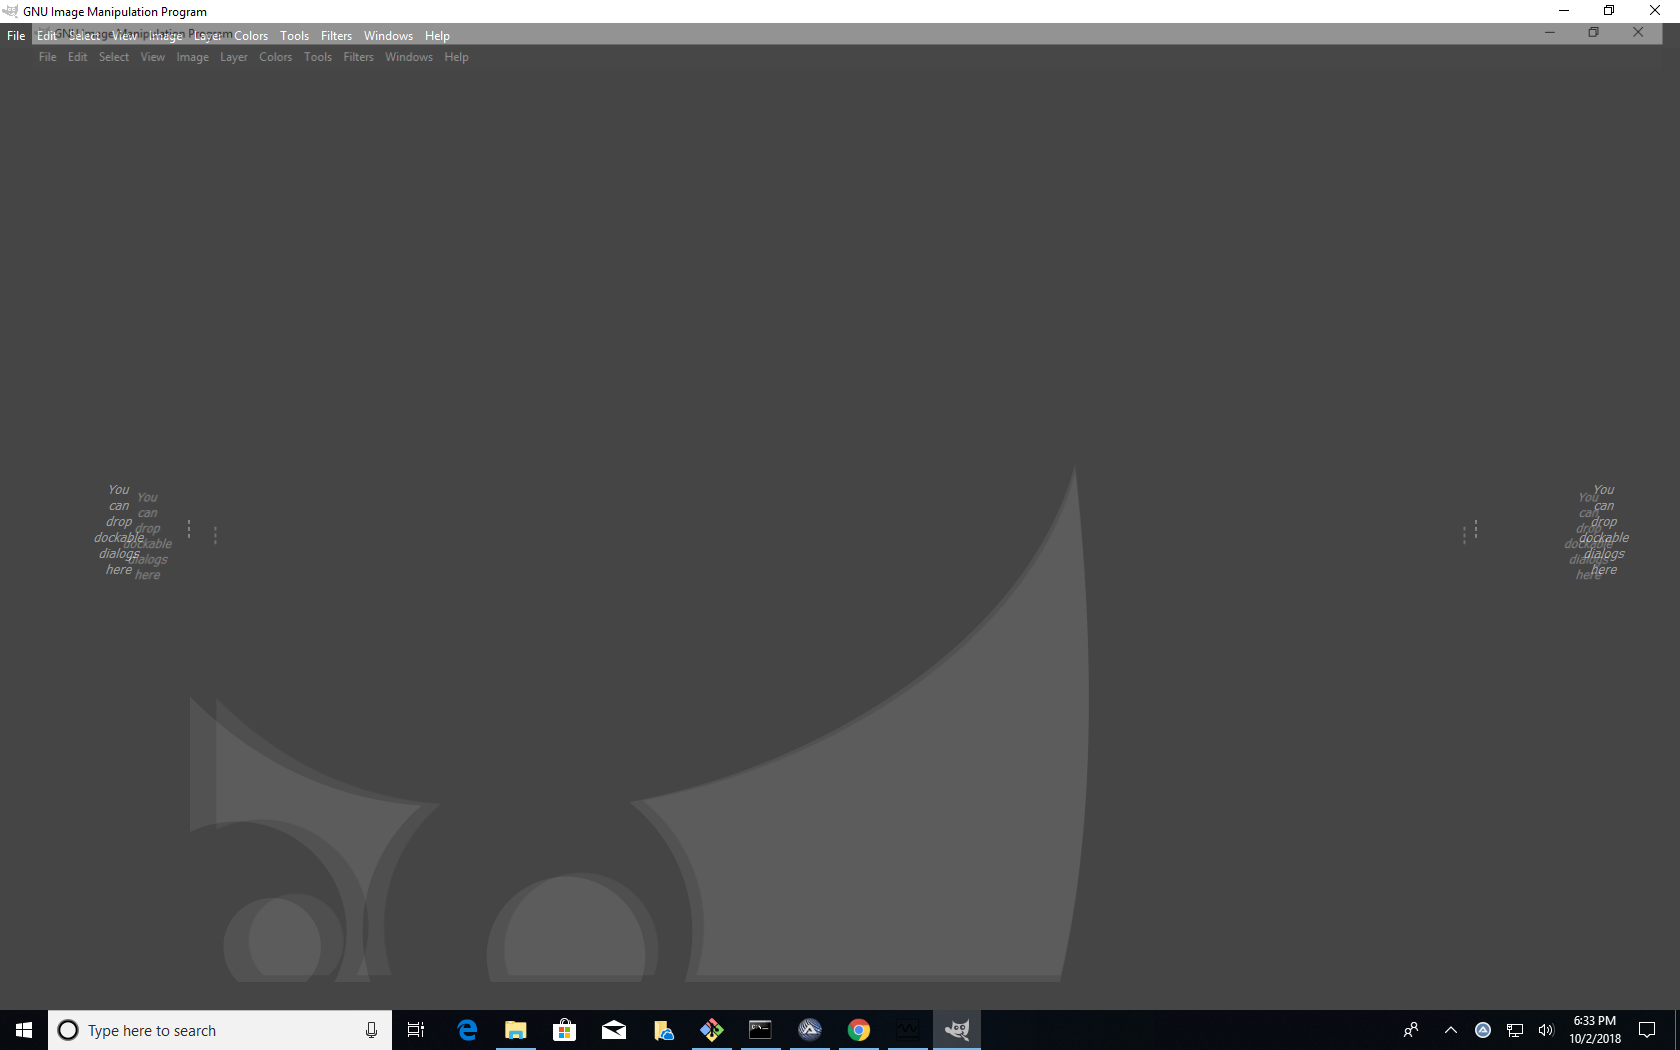 GNU Image Manipulation Program
File Edit Select View Image Layer Colors Tools Filters Windows Help
GNU Image Manipulation Program
File Edit Select View Image Layer Colors Tools Filters Windows Help
You
can
drop
dockable
dialogs
here
You
can
drop
dockable
dialogs
here
You
can
drop
dockable
dialogs
here
You
can
drop
dockable
dialogs
here
Type here to search
6:33 PM
10/2/2018